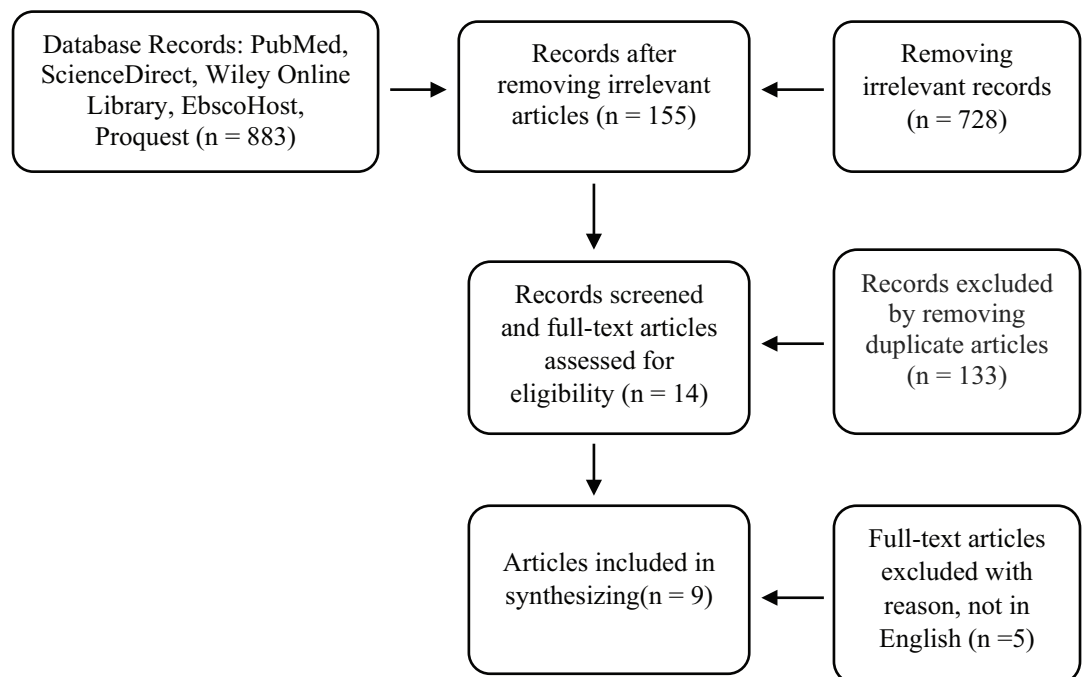 Database Records: PubMed,
ScienceDirect, Wiley Online
Library, EbscoHost,
Proquest (n = 883)
Records after
removing irrelevant
articles (n = 155)
Removing
irrelevant records
(n = 728)
Records screened
and full-text articles
assessed for
eligibility (n = 14)
Records excluded
by removing
duplicate articles
(n = 133)
Articles included in
synthesizing(n = 9)
Full-text articles
excluded with
reason, not in
English (n =5)